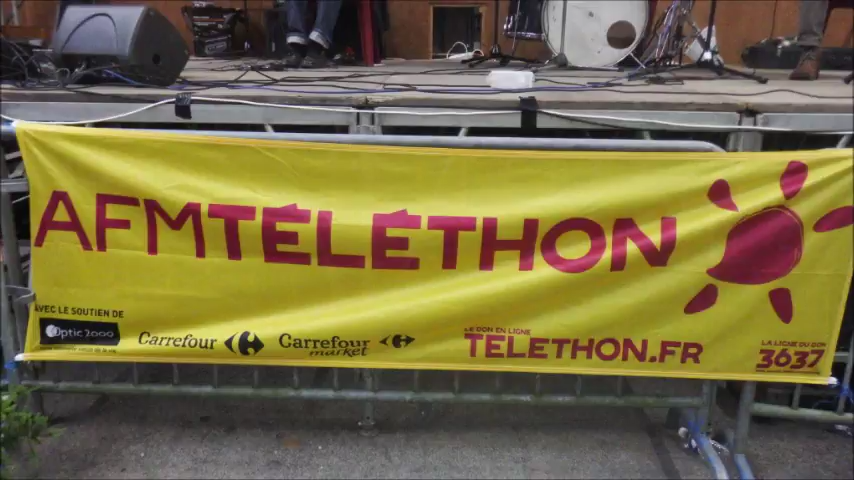 AFMTÉLÉTHON
AVEC LE SOUTIEN DE
Optic 2000
Carrefour
Carrefour market
LE DON EN LIGNE
TELETHON.FR
LA LIGNE DU DON
3637